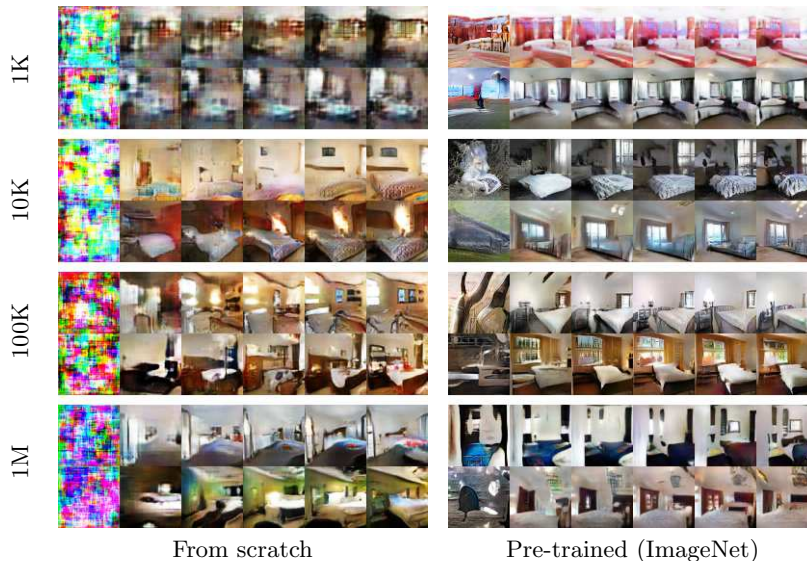 1K
10K
100K
1M
From scratch
Pre-trained (ImageNet)